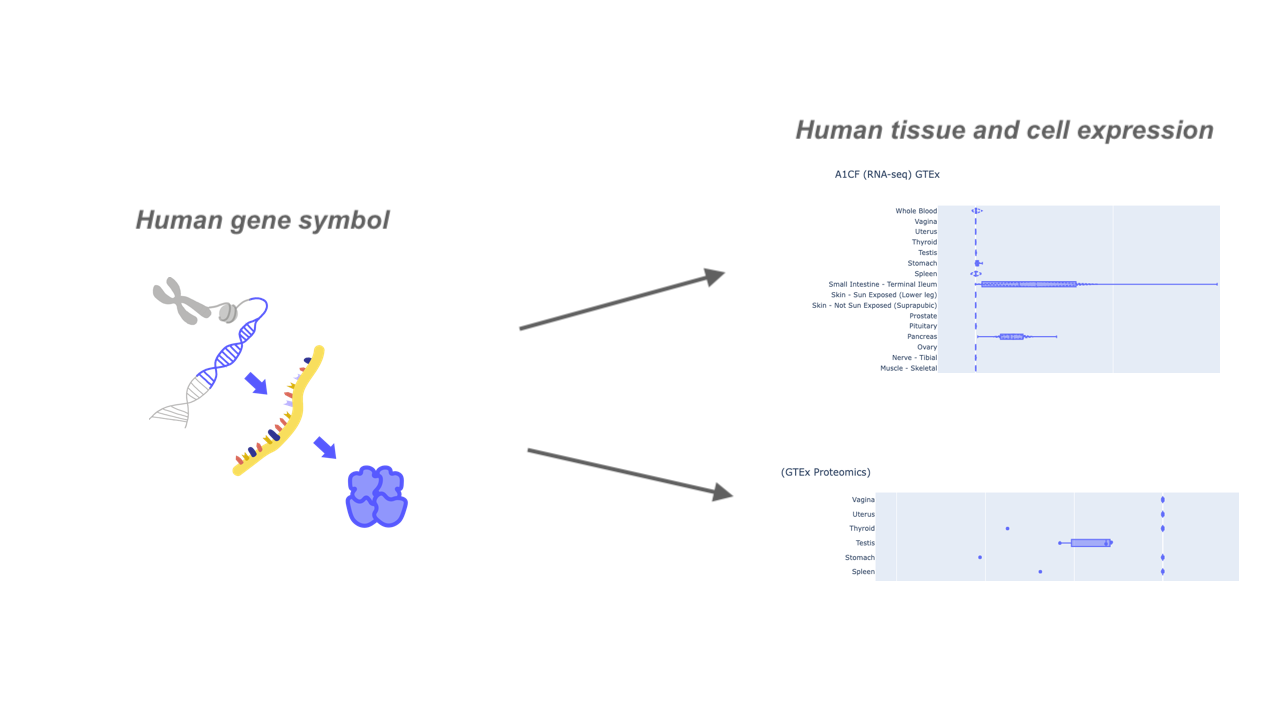 Human gene symbol
Human tissue and cell expression
A1CF (RNA-seq) GTEx
Whole Blood
Vagina
Uterus
Thyroid
Testis
Stomach
Spleen
Small Intestine - Terminal Ileum
Skin - Sun Exposed (Lower leg)
Skin - Not Sun Exposed (Suprapubic)
Prostate
Pituitary
Pancreas
Ovary
Nerve - Tibial
Muscle - Skeletal
(GTEx Proteomics)
Vagina
Uterus
Thyroid
Testis
Stomach
Spleen